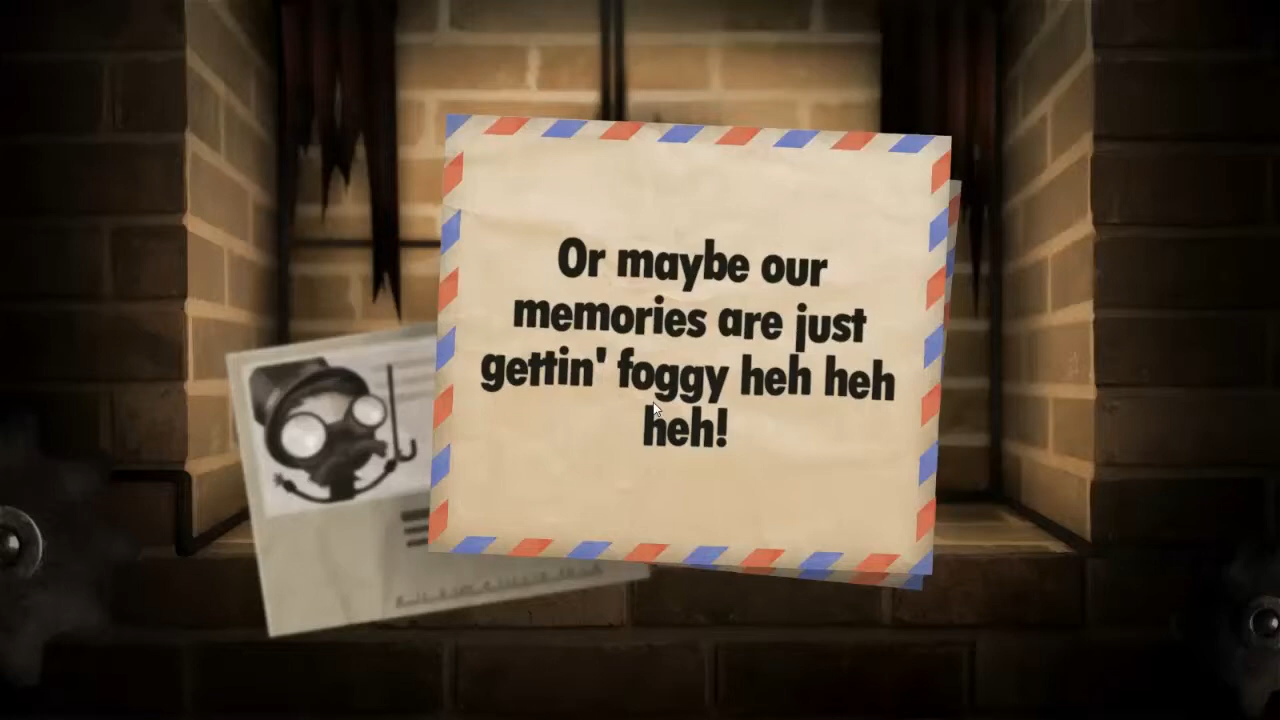 Or maybe our
memories are just
gettin' foggy heh heh
heh!